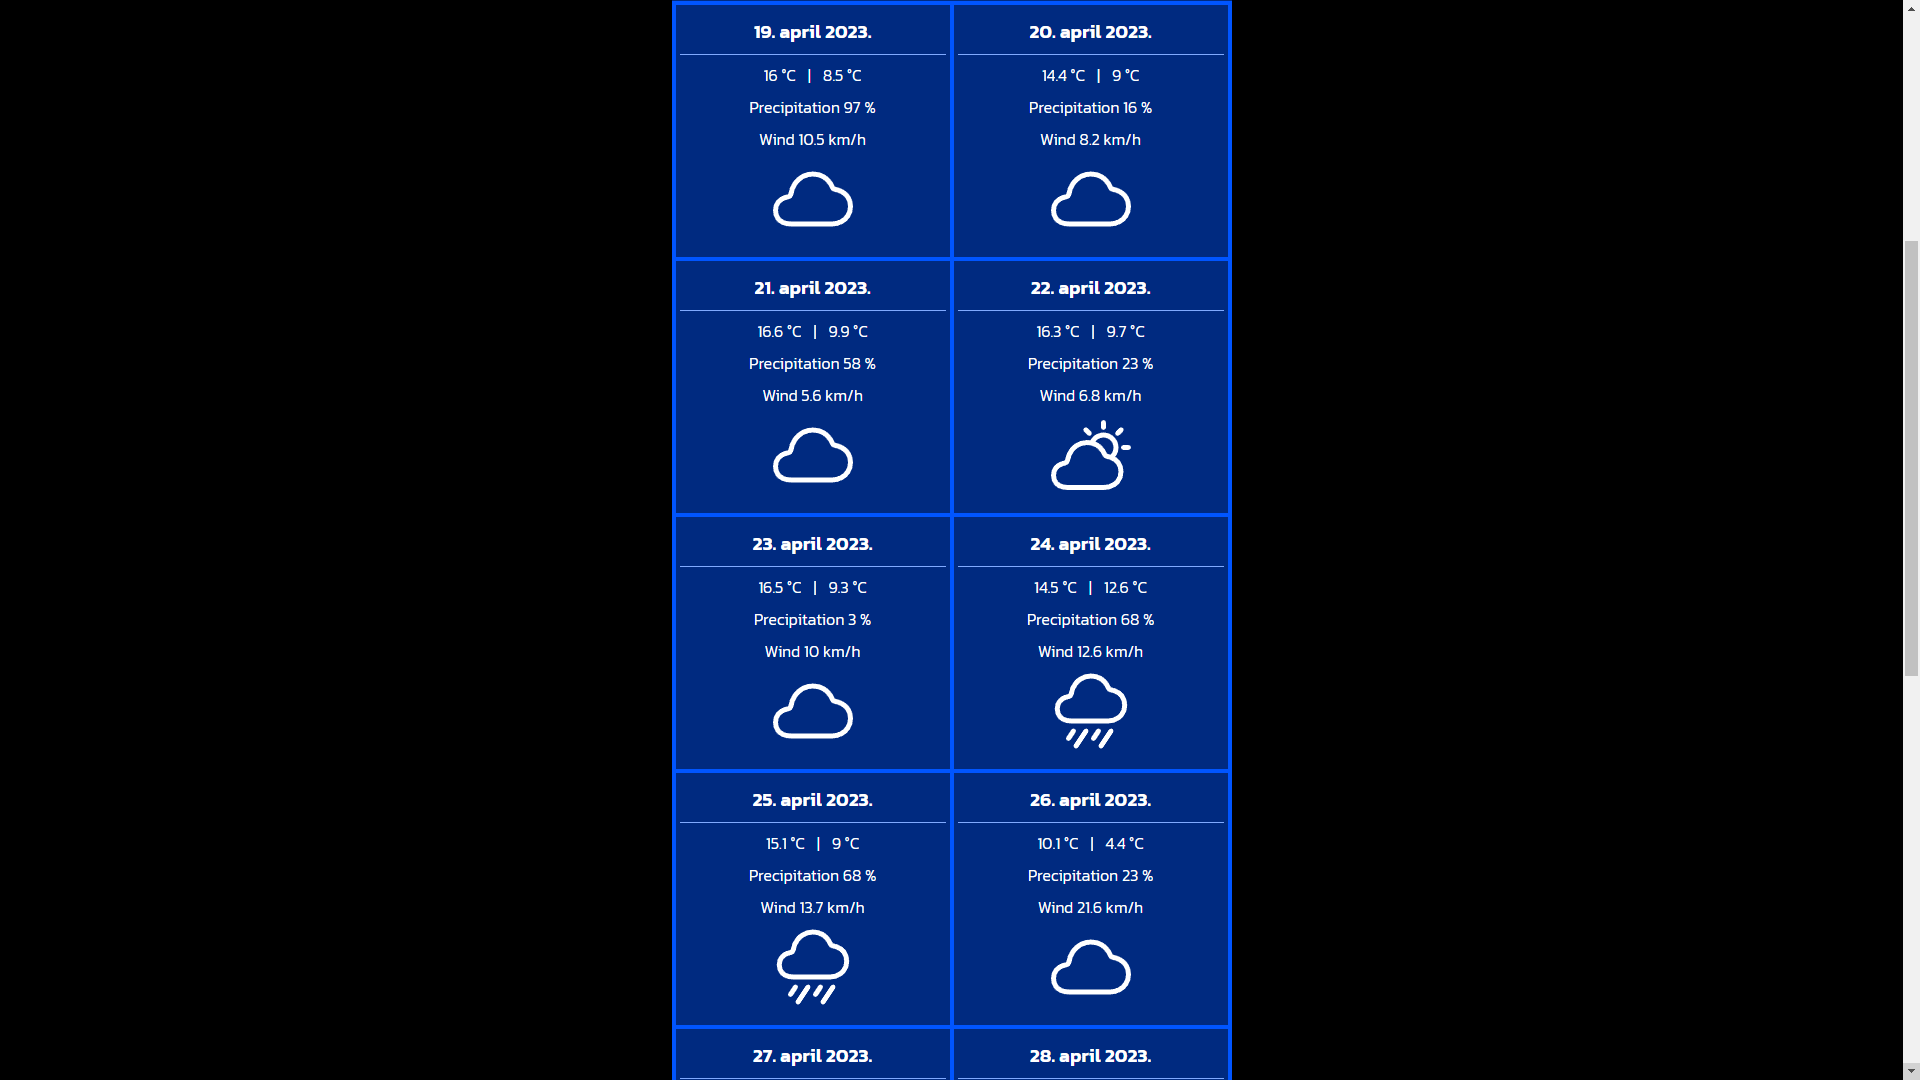 19. april 2023.
16 °C | 8.5 °C
Precipitation 97 %
Wind 10.5 km/h
20. april 2023.
14.4 °C | 9 °C
Precipitation 16 %
Wind 8.2 km/h
21. april 2023.
16.6 °C | 9.9 °C
Precipitation 58 %
Wind 5.6 km/h
22. april 2023.
16.3 °C | 9.7 °C
Precipitation 23 %
Wind 6.8 km/h
23. april 2023.
16.5 °C | 9.3 °C
Precipitation 3 %
Wind 10 km/h
24. april 2023.
14.5 °C | 12.6 °C
Precipitation 68 %
Wind 12.6 km/h
25. april 2023.
15.1 °C | 9 °C
Precipitation 68 %
Wind 13.7 km/h
26. april 2023.
10.1 °C | 4.4 °C
Precipitation 23 %
Wind 21.6 km/h
27. april 2023.
28. april 2023.